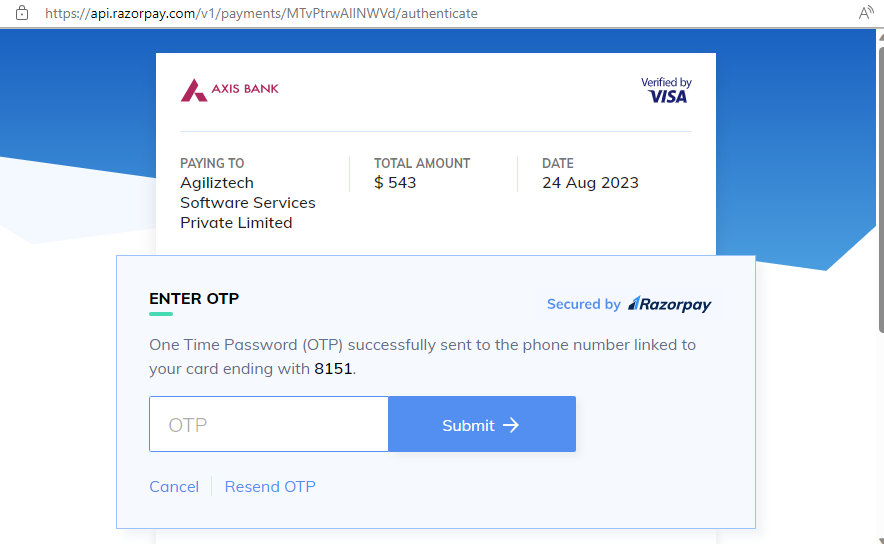 https://api.razorpay.com/v1/payments/MTvPtrwAIlNWVd/authenticate
AXIS BANK
Verified by
VISA
PAYING TO
Agiliztech
Software Services
Private Limited
TOTAL AMOUNT
$ 543
DATE
24 Aug 2023
ENTER OTP
Secured by Razorpay
One Time Password (OTP) successfully sent to the phone number linked to
your card ending with 8151.
OTP
Submit →
Cancel
Resend OTP